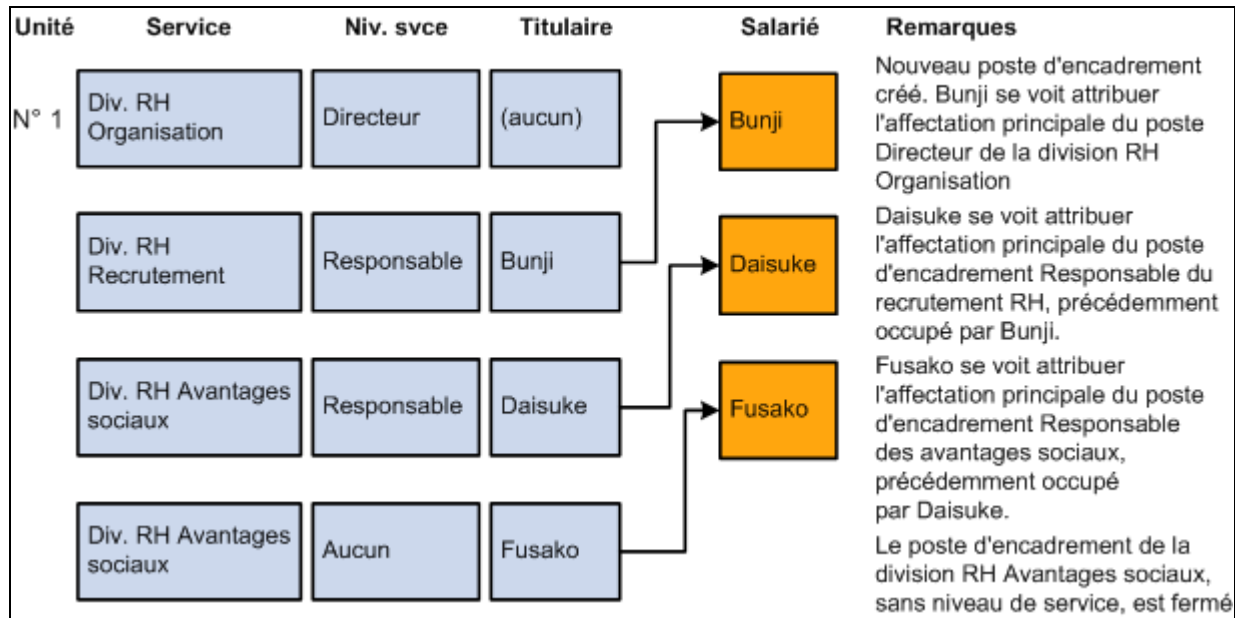 Unité Service Niv. svce Titulaire Salarié Remarques
N° 1
Div. RH
Organisation
Directeur
(aucun)
Bunji
Nouveau poste d'encadrement
créé. Bunji se voit attribuer
l'affectation principale du poste
Directeur de la division RH
Organisation
Div. RH
Recrutement
Responsable
Bunji
Daisuke
Daisuke se voit attribuer
l'affectation principale du poste
d'encadrement Responsable du
recrutement RH, précédemment
occupé par Bunji.
Div. RH Avantages
sociaux
Responsable
Daisuke
Fusako
Fusako se voit attribuer
l'affectation principale du poste
d'encadrement Responsable
des avantages sociaux,
précédemment occupé
par Daisuke.
Div. RH Avantages
sociaux
Aucun
Fusako
Le poste d'encadrement de la
division RH Avantages sociaux,
sans niveau de service, est fermé